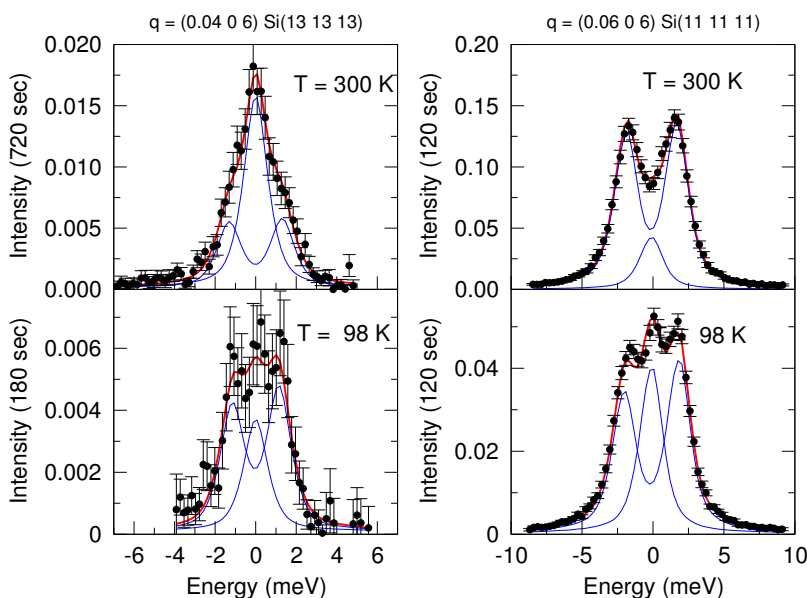 q = (0.04 0 6) Si(13 13 13)
q = (0.06 0 6) Si(11 11 11)
0.020
0.015
0.010
0.005
0.000
Intensity (720 sec)
T = 300 K
0.20
0.15
0.10
0.05
0.00
Intensity (120 sec)
T = 300 K
0.006
0.004
0.002
0
Intensity (180 sec)
T = 98 K
-6 -4 -2 0 2 4 6
Energy (meV)
0.04
0.02
0
Intensity (120 sec)
98 K
-10 -5 0 5 10
Energy (meV)